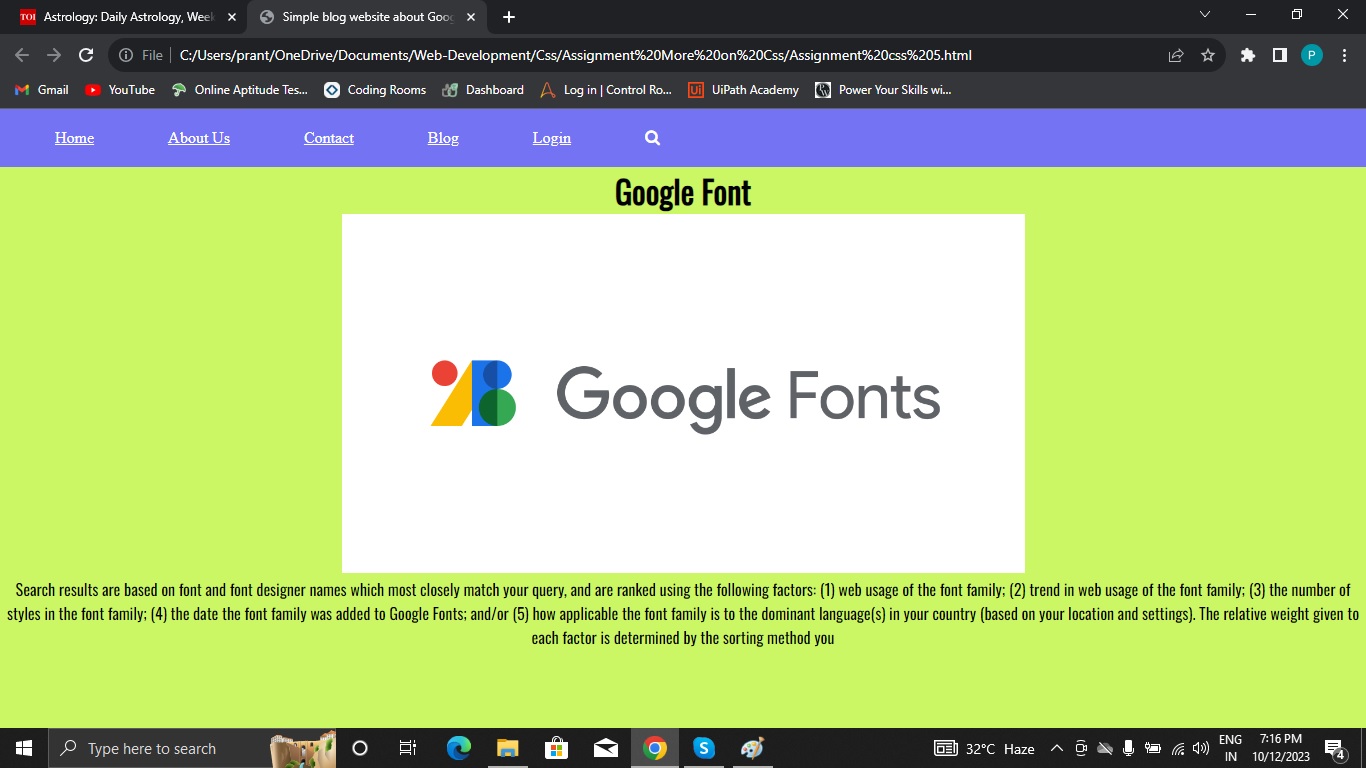 TOI Astrology: Daily Astrology, Week
Simple blog website about Goog
File C:/Users/prant/OneDrive/Documents/Web-Development/Css/Assignment%20More%20on%20Css/Assignment%20css%205.html P
Gmail YouTube Online Aptitude Tes... Coding Rooms Dashboard Log in | Control Ro... Ui UiPath Academy Power Your Skills wi...
Home About Us Contact Blog Login
Google Font
Google Fonts
Search results are based on font and font designer names which most closely match your query, and are ranked using the following factors: (1) web usage of the font family; (2) trend in web usage of the font family; (3) the number of
styles in the font family; (4) the date the font family was added to Google Fonts; and/or (5) how applicable the font family is to the dominant language(s) in your country (based on your location and settings). The relative weight given to
each factor is determined by the sorting method you
Type here to search
32°C Haze
ENG
IN
7:16 PM
10/12/2023
4